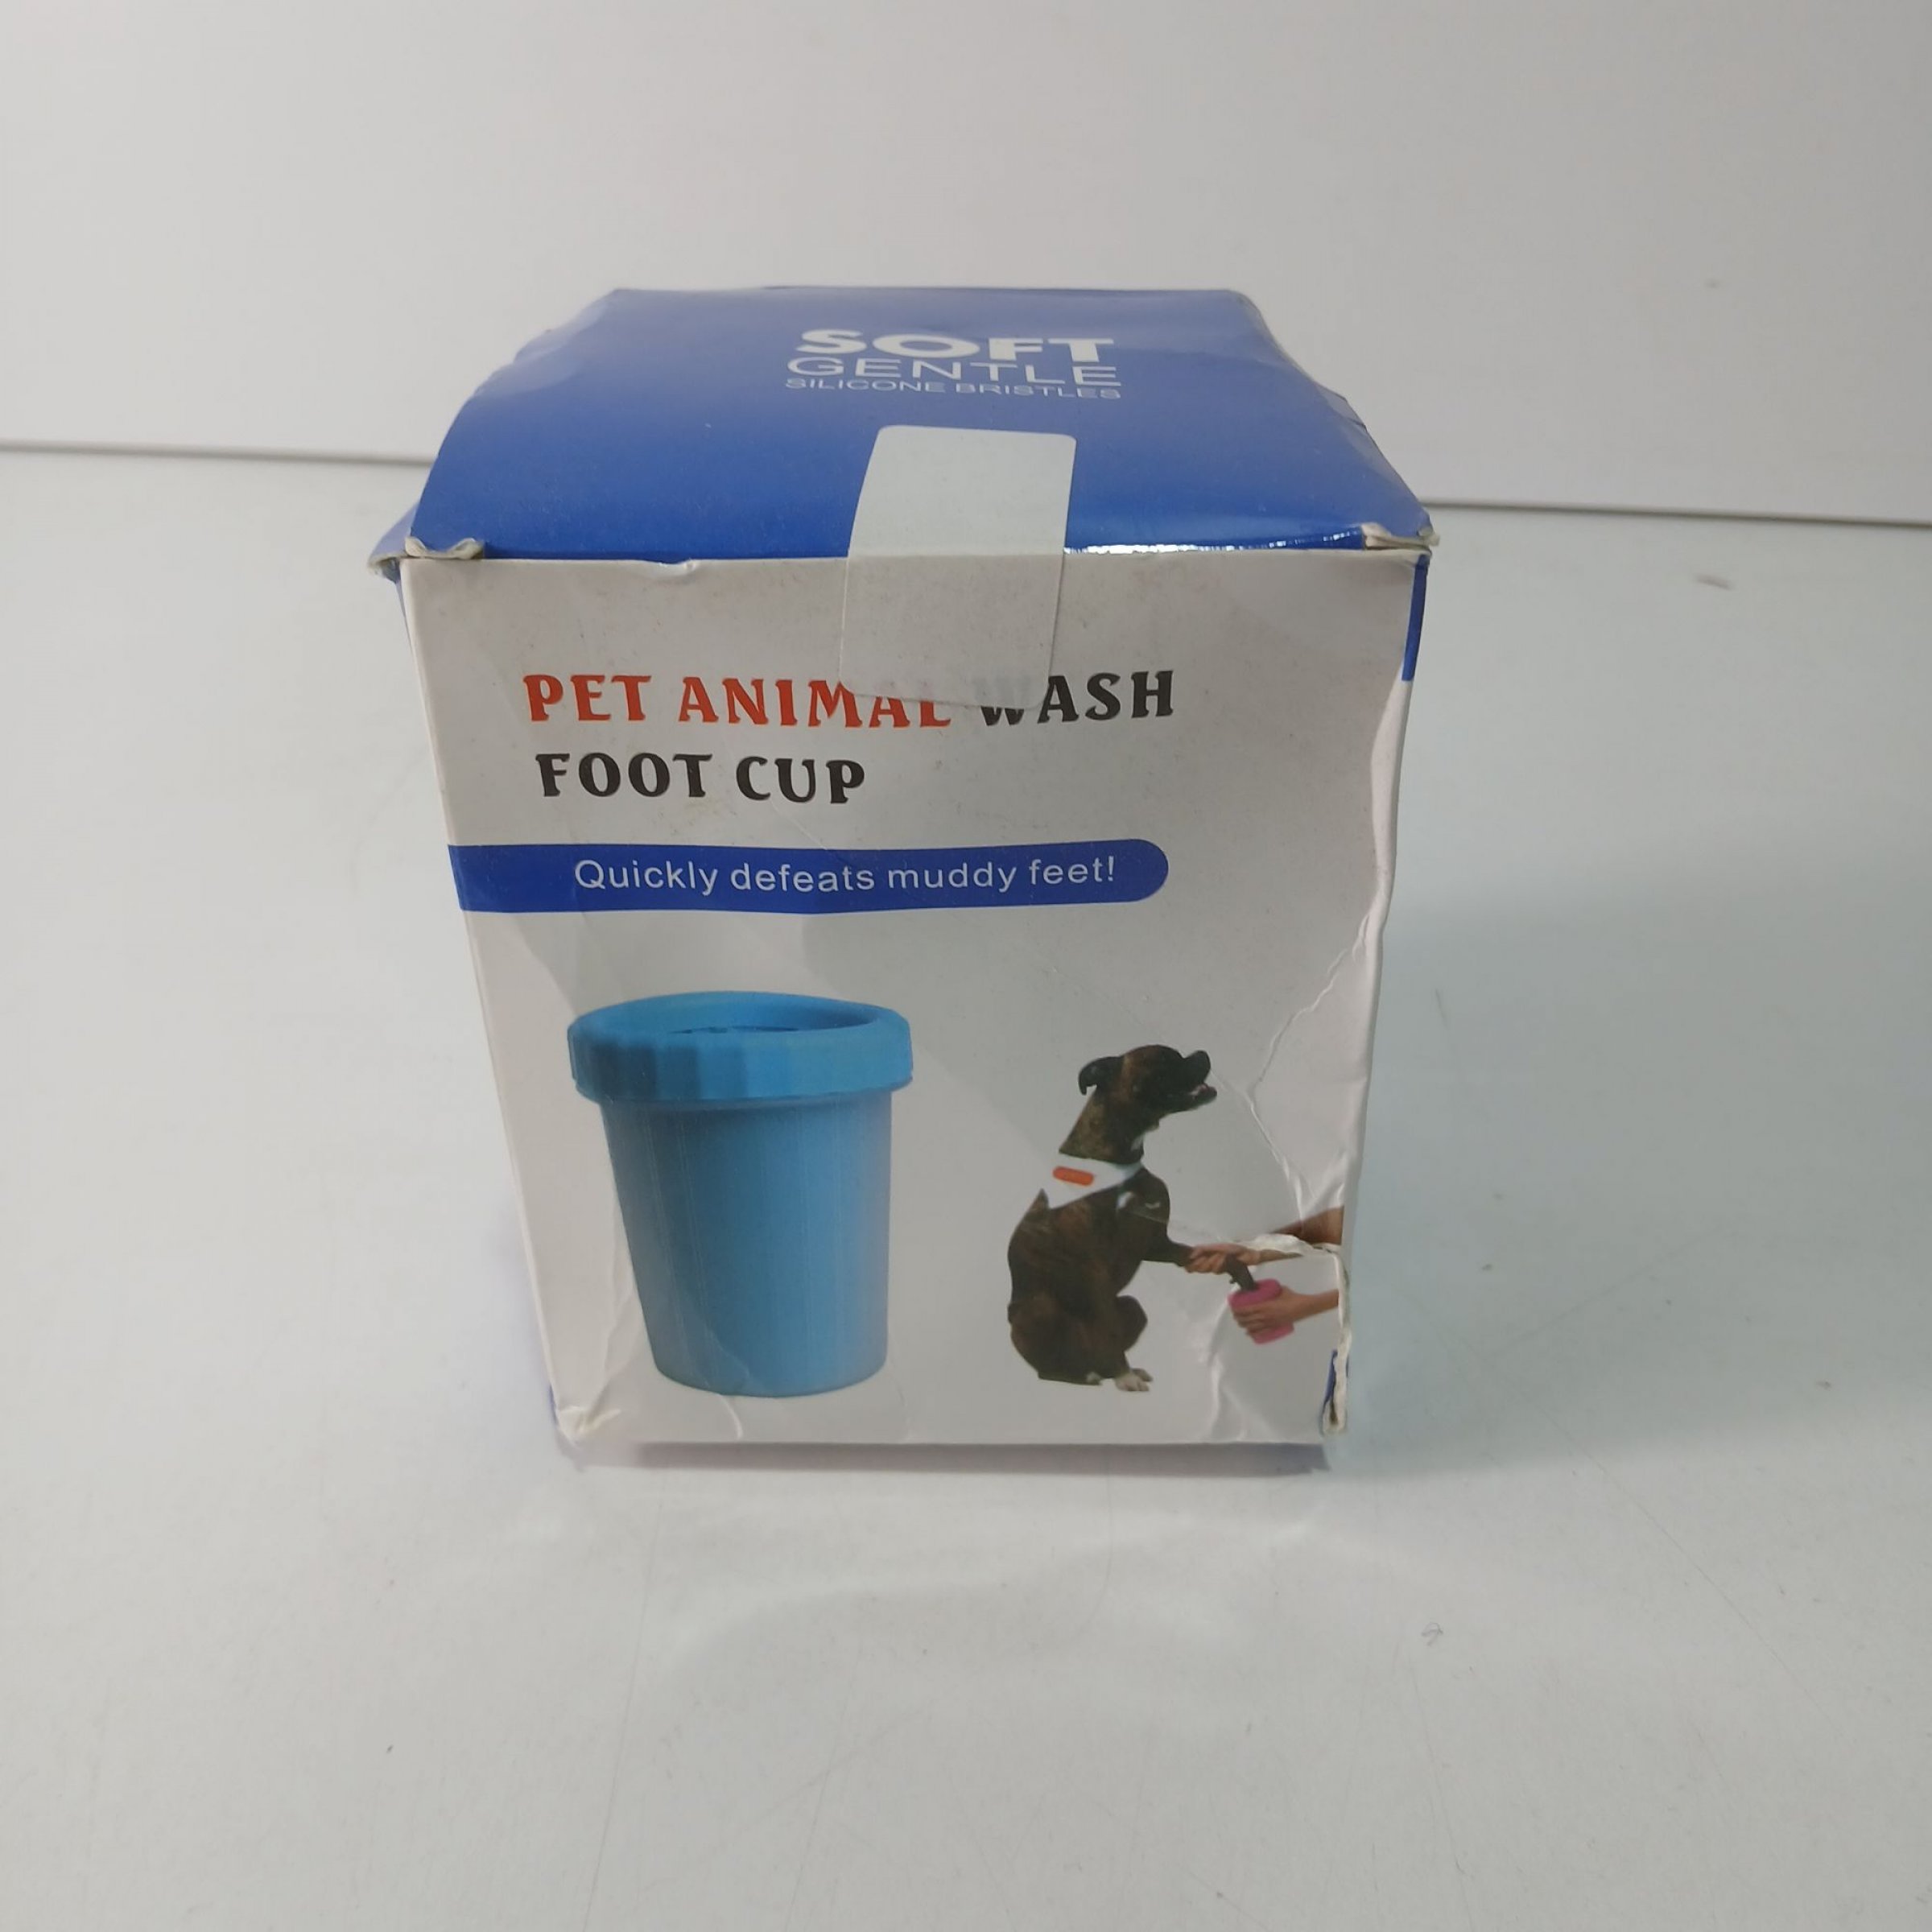 SOFT
GENTLE
SILICONE BRISTLES
PET ANIMAL WASH
FOOT CUP
Quickly defeats muddy feet!